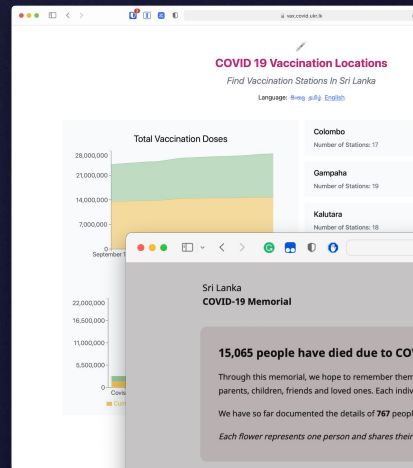 vax.covid.ukr.lk
COVID 19 Vaccination Locations
Find Vaccination Stations In Sri Lanka
Language: සිංහල தமிழ் English
Total Vaccination Doses
28,000,000
21,000,000
14,000,000
7,000,000
0
September 1
Colombo
Number of Stations: 17
Gampaha
Number of Stations: 19
Kalutara
Number of Stations: 18
22,000,000
16,500,000
11,000,000
5,500,000
0
Covis
Curr
Sri Lanka
COVID-19 Memorial
15,065 people have died due to CO
Through this memorial, we hope to remember them
parents, children, friends and loved ones. Each indiv
We have so far documented the details of 767 peopl
Each flower represents one person and shares their